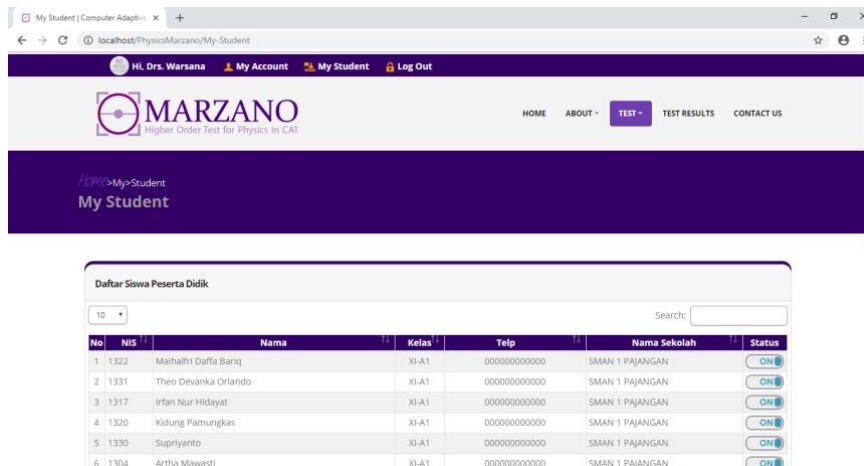 My Student | Computer Adaptive
localhost/PhysicsMarzano/My-Student
Hi, Drs. Warsana My Account My Student Log Out
MARZANO
Higher Order Test for Physics in CAT
HOME ABOUT TEST TEST RESULTS CONTACT US
Home>My>Student
My Student
Daftar Siswa Peserta Didik
10 Search:
No NIS Nama Kelas Telp Nama Sekolah Status
1 1322 Maihalfri Daffa Bariq XI-A1 000000000000 SMAN 1 PAJANGAN ON
2 1331 Theo Devanka Orlando XI-A1 000000000000 SMAN 1 PAJANGAN ON
3 1317 Irfan Nur Hidayat XI-A1 000000000000 SMAN 1 PAJANGAN ON
4 1320 Kidung Pamungkas XI-A1 000000000000 SMAN 1 PAJANGAN ON
5 1330 Supriyanto XI-A1 000000000000 SMAN 1 PAJANGAN ON
6 1304 Artha Mawasti XI-A1 000000000000 SMAN 1 PAJANGAN ON